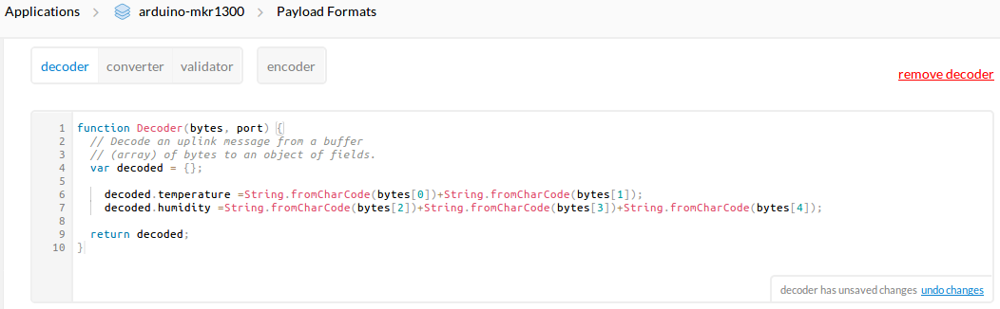 Applications > arduino-mkr1300 > Payload Formats
decoder converter validator encoder
remove decoder
1 function Decoder(bytes, port) {
2 // Decode an uplink message from a buffer
3 // (array) of bytes to an object of fields.
4 var decoded = {};
5
6 decoded.temperature =String.fromCharCode(bytes[0])+String.fromCharCode(bytes[1]);
7 decoded.humidity =String.fromCharCode(bytes[2])+String.fromCharCode(bytes[3])+String.fromCharCode(bytes[4]);
8
9 return decoded;
10 }
decoder has unsaved changes undo changes